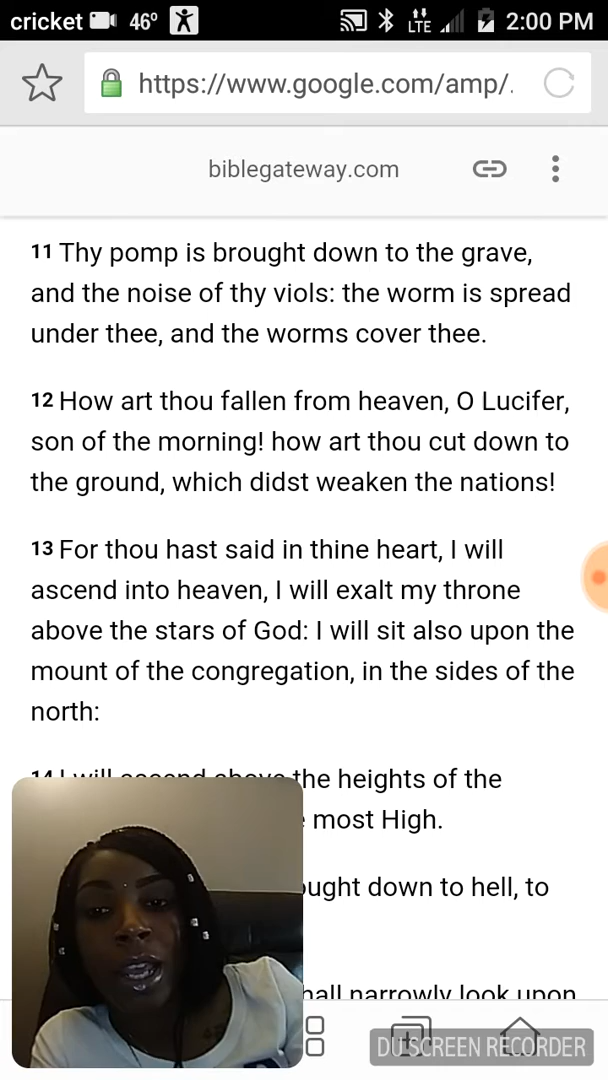 cricket 46° LTE 2:00 PM
https://www.google.com/amp/.
biblegateway.com
11 Thy pomp is brought down to the grave,
and the noise of thy viols: the worm is spread
under thee, and the worms cover thee.
12 How art thou fallen from heaven, O Lucifer,
son of the morning! how art thou cut down to
the ground, which didst weaken the nations!
13 For thou hast said in thine heart, I will
ascend into heaven, I will exalt my throne
above the stars of God: I will sit also upon the
mount of the congregation, in the sides of the
north:
14 I will ascend above the heights of the
most High.
ought down to hell, to
hall narrowly look upon
DU SCREEN RECORDER